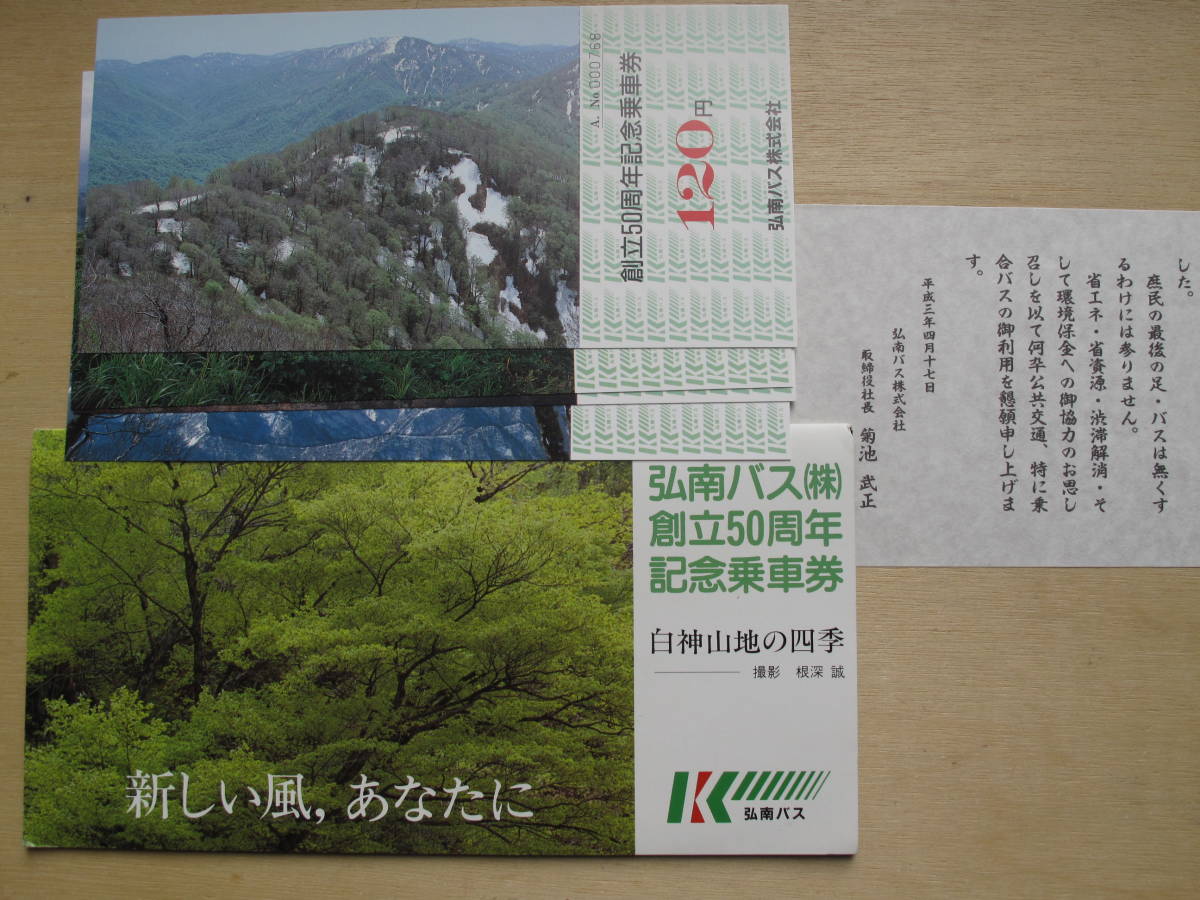 A. No 000768
創立50周年記念乗車券
120円
弘南バス株式会社
した。
庶民の最後の足・バスは無くす
るわけには参りません。
省エネ・省資源・渋滞解消・そ
して環境保全への御協力のお思し
召しを以て何卒公共交通、特に乗
合バスの御利用を懇願申し上げま
す。
平成三年四月十七日
弘南バス株式会社
取締役社長 菊池 武正
弘南バス㈱
創立50周年
記念乗車券
白神山地の四季
撮影 根深 誠
新しい風,あなたに
弘南バス